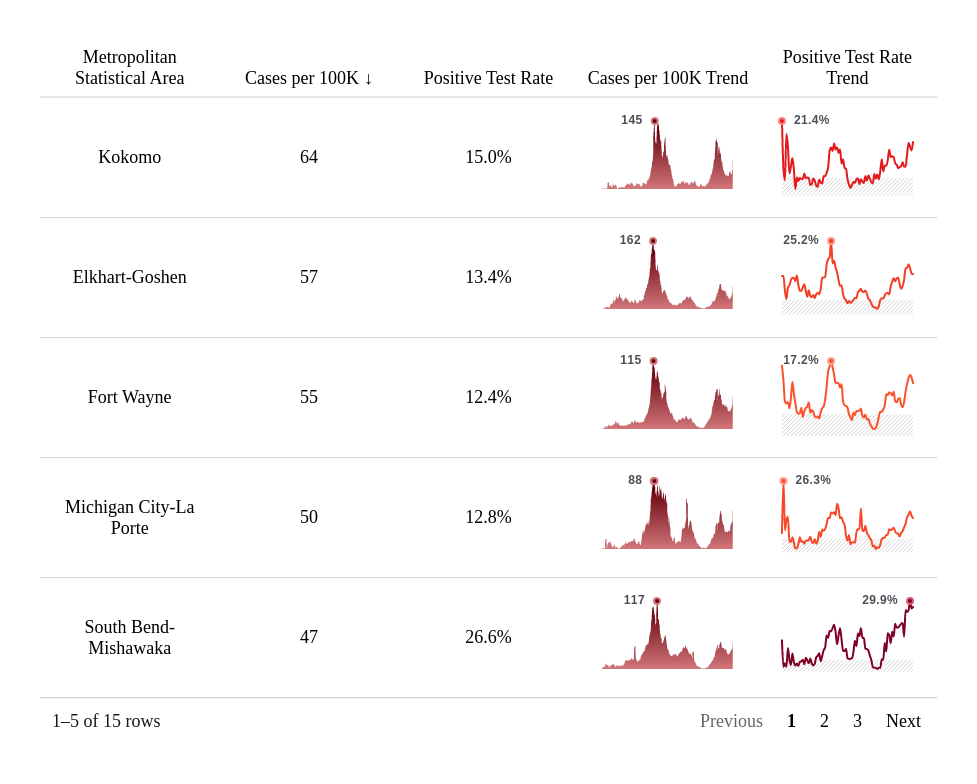 Metropolitan
Statistical Area
Cases per 100K ↓
Positive Test Rate
Cases per 100K Trend
Positive Test Rate
Trend
Kokomo
64
15.0%
145
21.4%
Elkhart-Goshen
57
13.4%
162
25.2%
Fort Wayne
55
12.4%
115
17.2%
Michigan City-La
Porte
50
12.8%
88
26.3%
South Bend-
Mishawaka
47
26.6%
117
29.9%
1–5 of 15 rows
Previous 1 2 3 Next